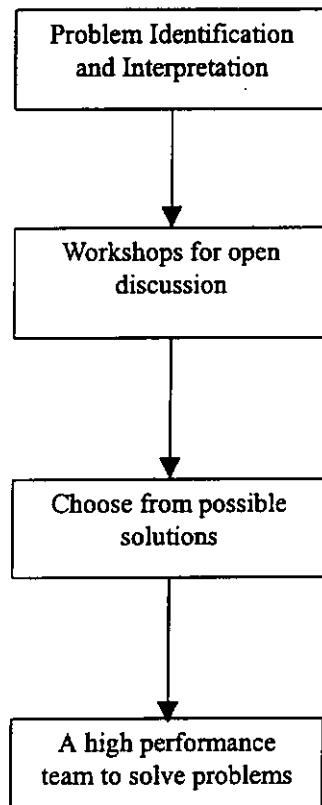 Problem Identification
and Interpretation
Workshops for open
discussion
Choose from possible
solutions
A high performance
team to solve problems